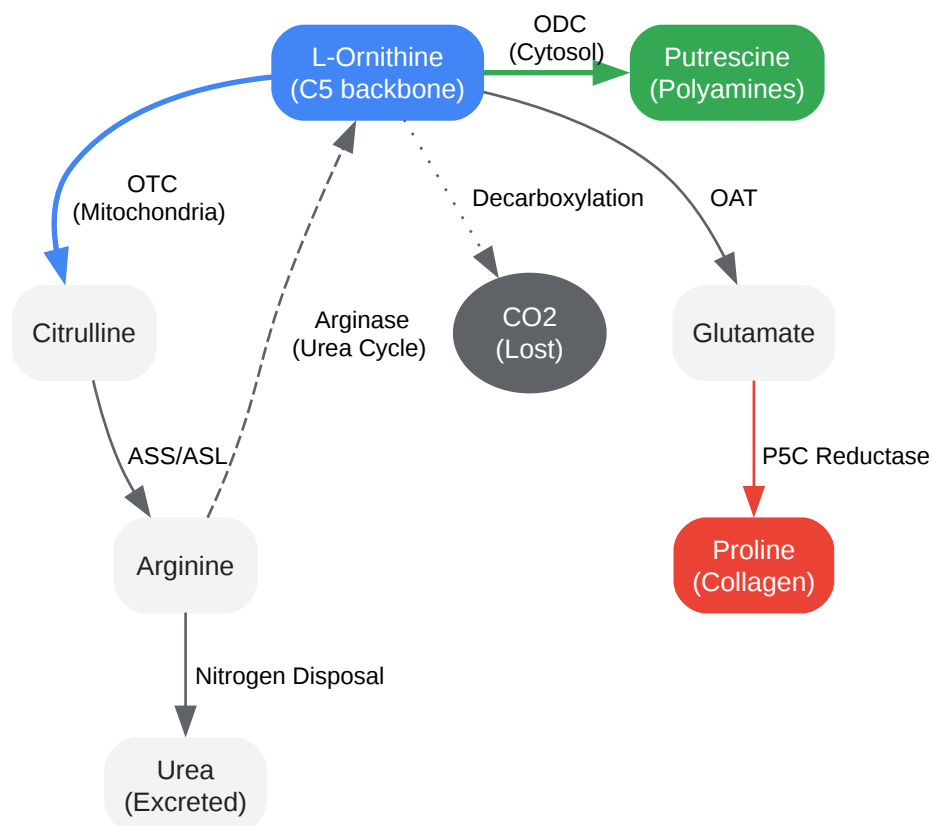 ODC
(Cytosol)
L-Ornithine
(C5 backbone)
Putrescine
(Polyamines)
OTC
(Mitochondria)
Decarboxylation
OAT
Citrulline
Arginase
(Urea Cycle)
CO2
(Lost)
Glutamate
ASS/ASL
P5C Reductase
Arginine
Proline
(Collagen)
Nitrogen Disposal
Urea
(Excreted)